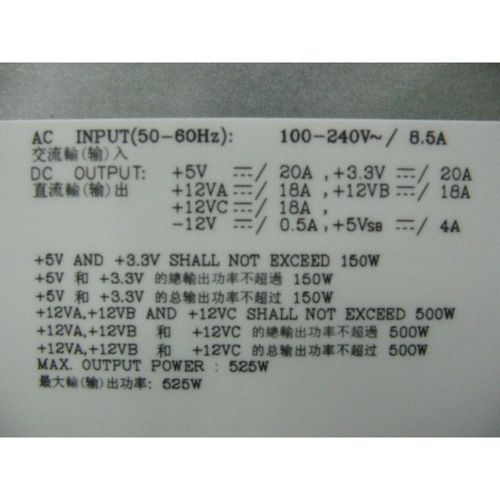 AC INPUT(50-60Hz): 100-240V~/ 8.5A
交流輸(输)入
DC OUTPUT: +5V ⎓/ 20A ,+3.3V ⎓/ 20A
直流輸(输)出 +12VA ⎓/ 18A ,+12VB ⎓/ 18A
+12VC ⎓/ 18A ,
-12V ⎓/ 0.5A ,+5VSB ⎓/ 4A
+5V AND +3.3V SHALL NOT EXCEED 150W
+5V 和 +3.3V 的總輸出功率不超過 150W
+5V 和 +3.3V 的总输出功率不超过 150W
+12VA,+12VB AND +12VC SHALL NOT EXCEED 500W
+12VA,+12VB 和 +12VC 的總輸出功率不超過 500W
+12VA,+12VB 和 +12VC 的总输出功率不超过 500W
MAX. OUTPUT POWER : 525W
最大輸(输)出功率: 525W